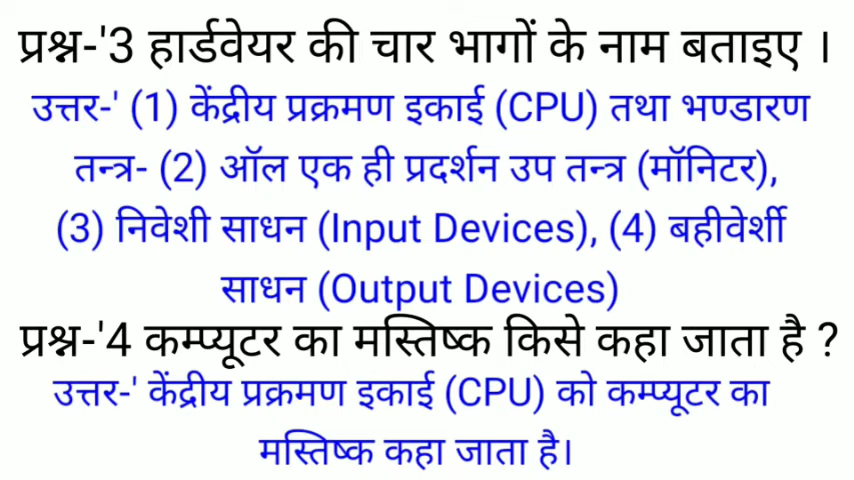 प्रश्न-'3 हार्डवेयर की चार भागों के नाम बताइए ।
उत्तर-' (1) केंद्रीय प्रक्रमण इकाई (CPU) तथा भण्डारण
तन्त्र- (2) ऑल एक ही प्रदर्शन उप तन्त्र (मॉनिटर),
(3) निवेशी साधन (Input Devices), (4) बहीवेर्शी
साधन (Output Devices)
प्रश्न-'4 कम्प्यूटर का मस्तिष्क किसे कहा जाता है ?
उत्तर-' केंद्रीय प्रक्रमण इकाई (CPU) को कम्प्यूटर का
मस्तिष्क कहा जाता है।